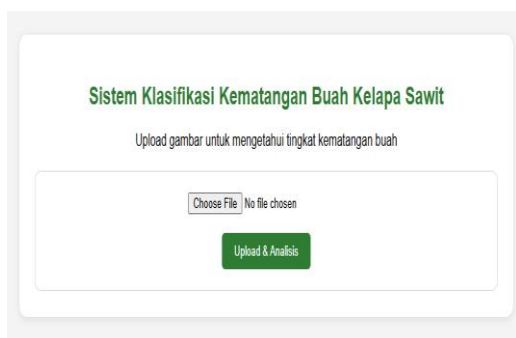 Sistem Klasifikasi Kematangan Buah Kelapa Sawit
Upload gambar untuk mengetahui tingkat kematangan buah
Choose File No file chosen
Upload & Analisis